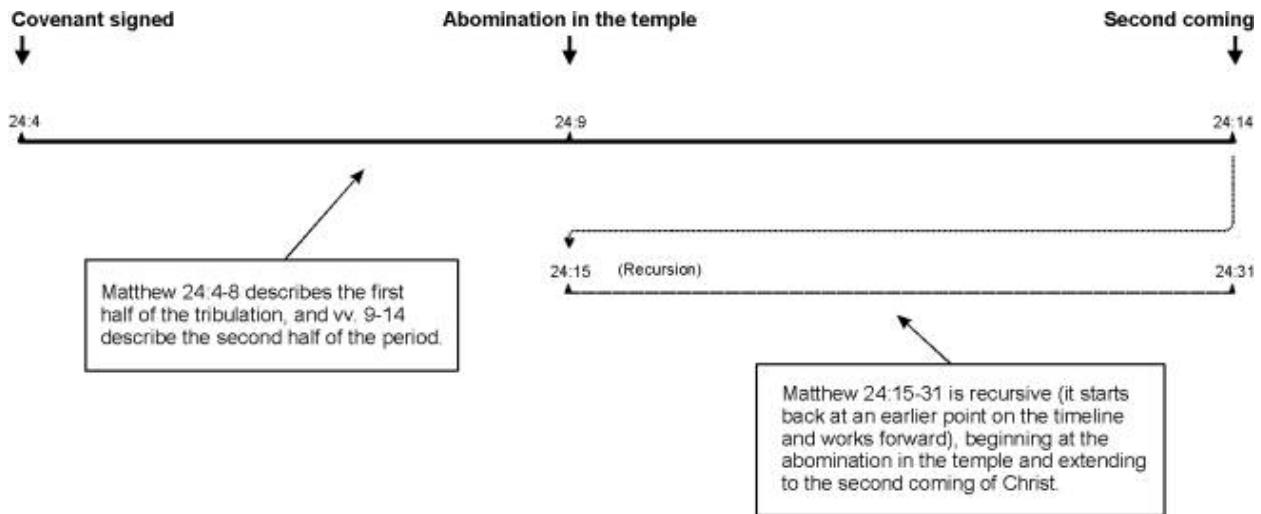 Covenant signed Abomination in the temple Second coming
24:4 24:9 24:14
24:15 (Recursion) 24:31
Matthew 24:4-8 describes the first
half of the tribulation, and vv. 9-14
describe the second half of the period.
Matthew 24:15-31 is recursive (it starts
back at an earlier point on the timeline
and works forward), beginning at the
abomination in the temple and extending
to the second coming of Christ.